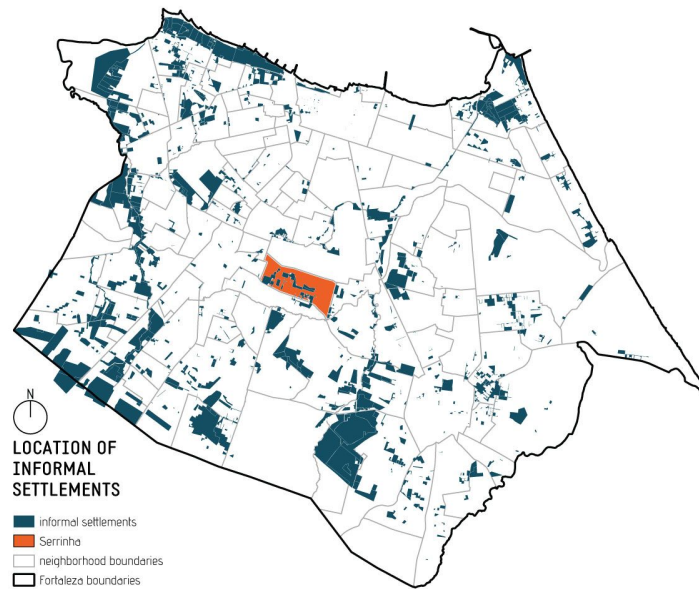 N
LOCATION OF
INFORMAL
SETTLEMENTS
informal settlements
Serrinha
neighborhood boundaries
Fortaleza boundaries